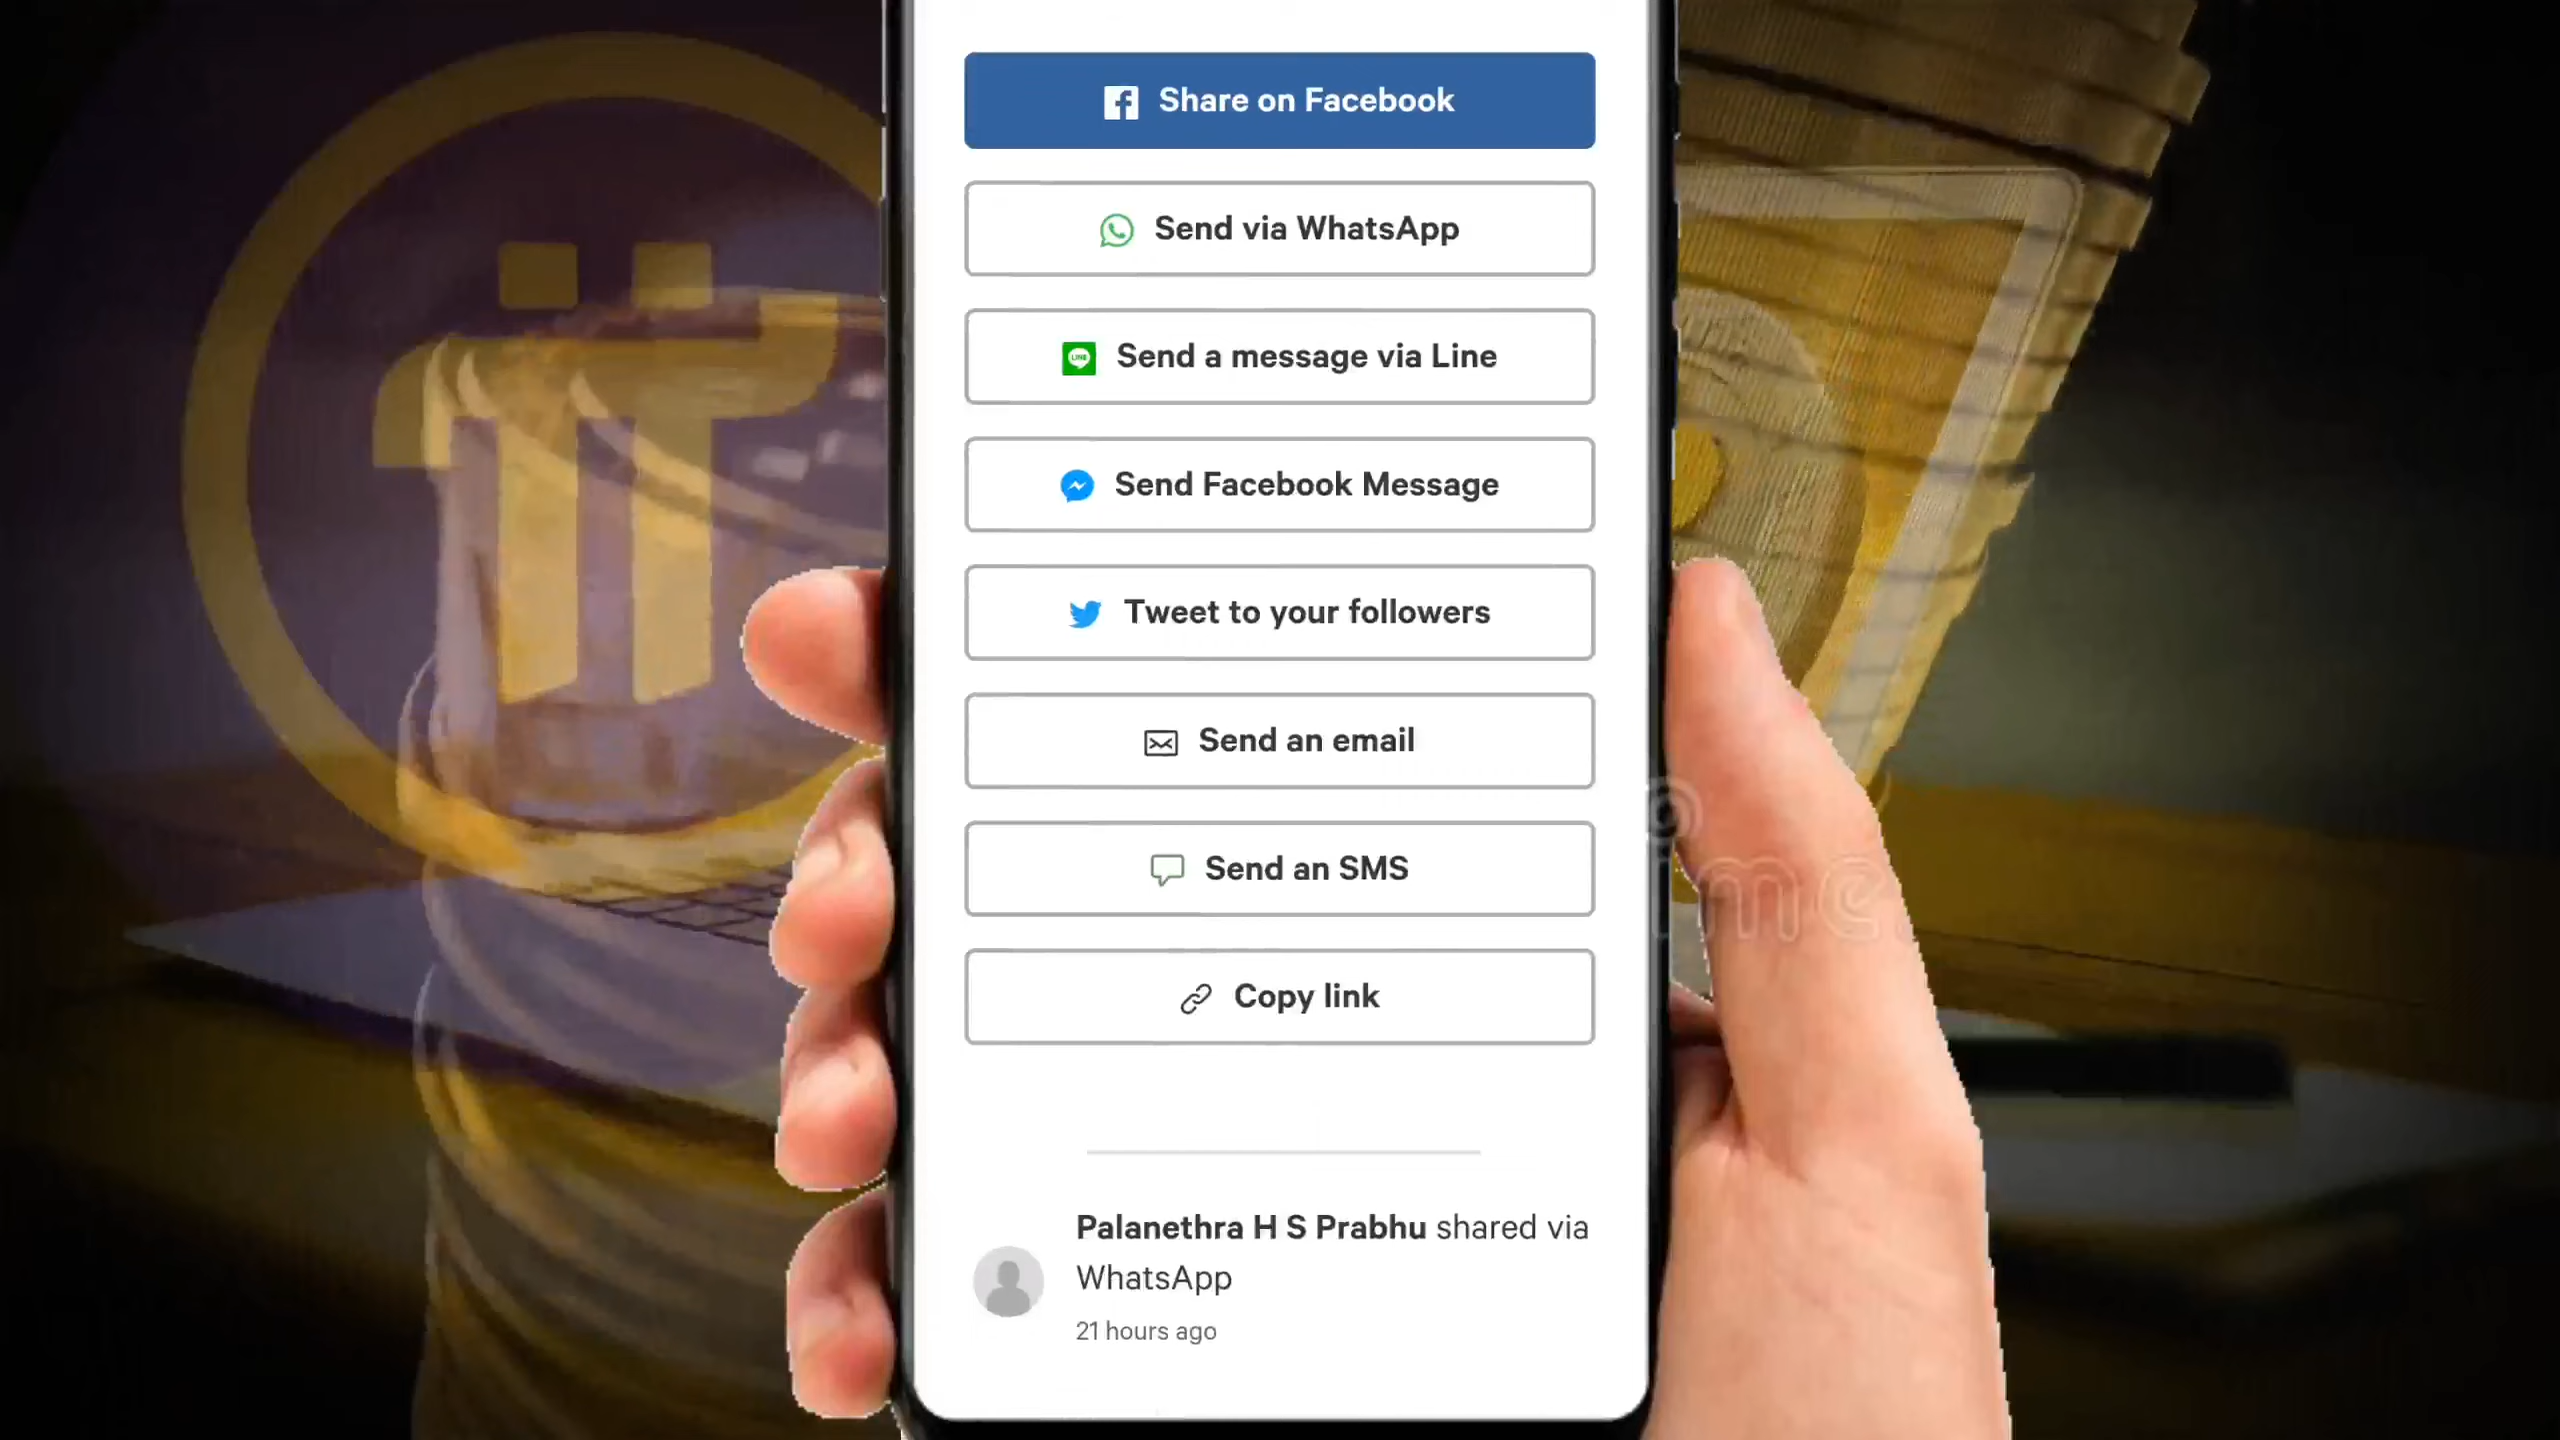 Share on Facebook
Send via WhatsApp
LINE
Send a message via Line
Send Facebook Message
Tweet to your followers
Send an email
Send an SMS
Copy link
Palanethra H S Prabhu shared via
WhatsApp
21 hours ago